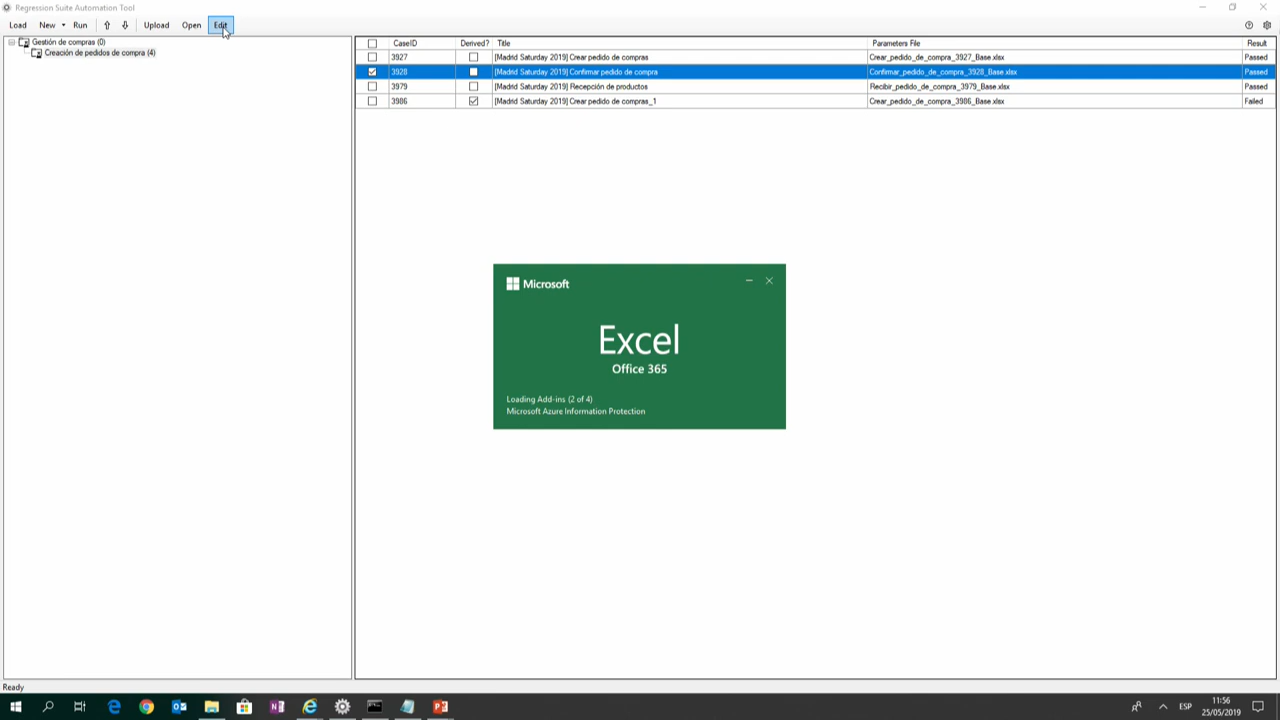 Regression Suite Automation Tool
Load New Run Upload Open Edit
Gestión de compras (0)
Creación de pedidos de compra (4)
CaseID Derived? Title Parameters File Result
3927 [Madrid Saturday 2019] Crear pedido de compras Crear_pedido_de_compra_3927_Base.xlsx Passed
3928 [Madrid Saturday 2019] Confirmar pedido de compra Confirmar_pedido_de_compra_3928_Base.xlsx Passed
3979 [Madrid Saturday 2019] Recepción de productos Recibir_pedido_de_compra_3979_Base.xlsx Passed
3986 [Madrid Saturday 2019] Crear pedido de compras_1 Crear_pedido_de_compra_3986_Base.xlsx Failed
Microsoft
Excel
Office 365
Loading Add-ins (2 of 4)
Microsoft Azure Information Protection
Ready
ESP
11:56
25/05/2019